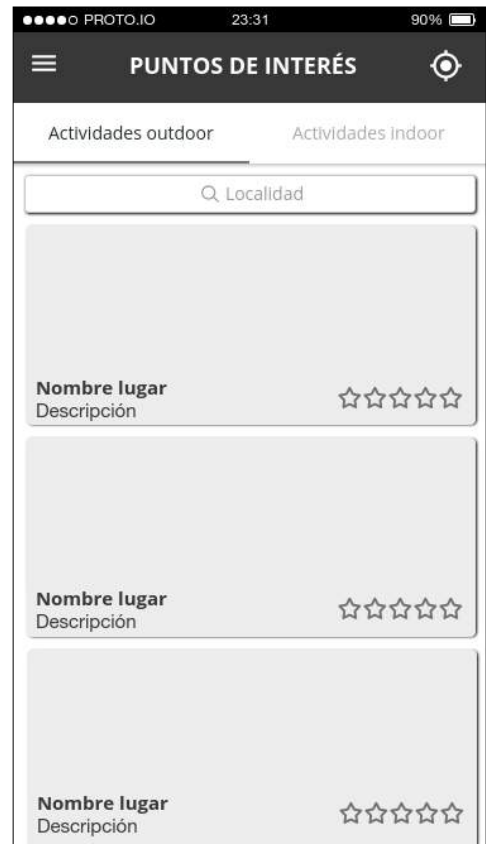 PROTO.IO 23:31 90%
PUNTOS DE INTERÉS
Actividades outdoor Actividades indoor
Localidad
Nombre lugar
Descripción
Nombre lugar
Descripción
Nombre lugar
Descripción